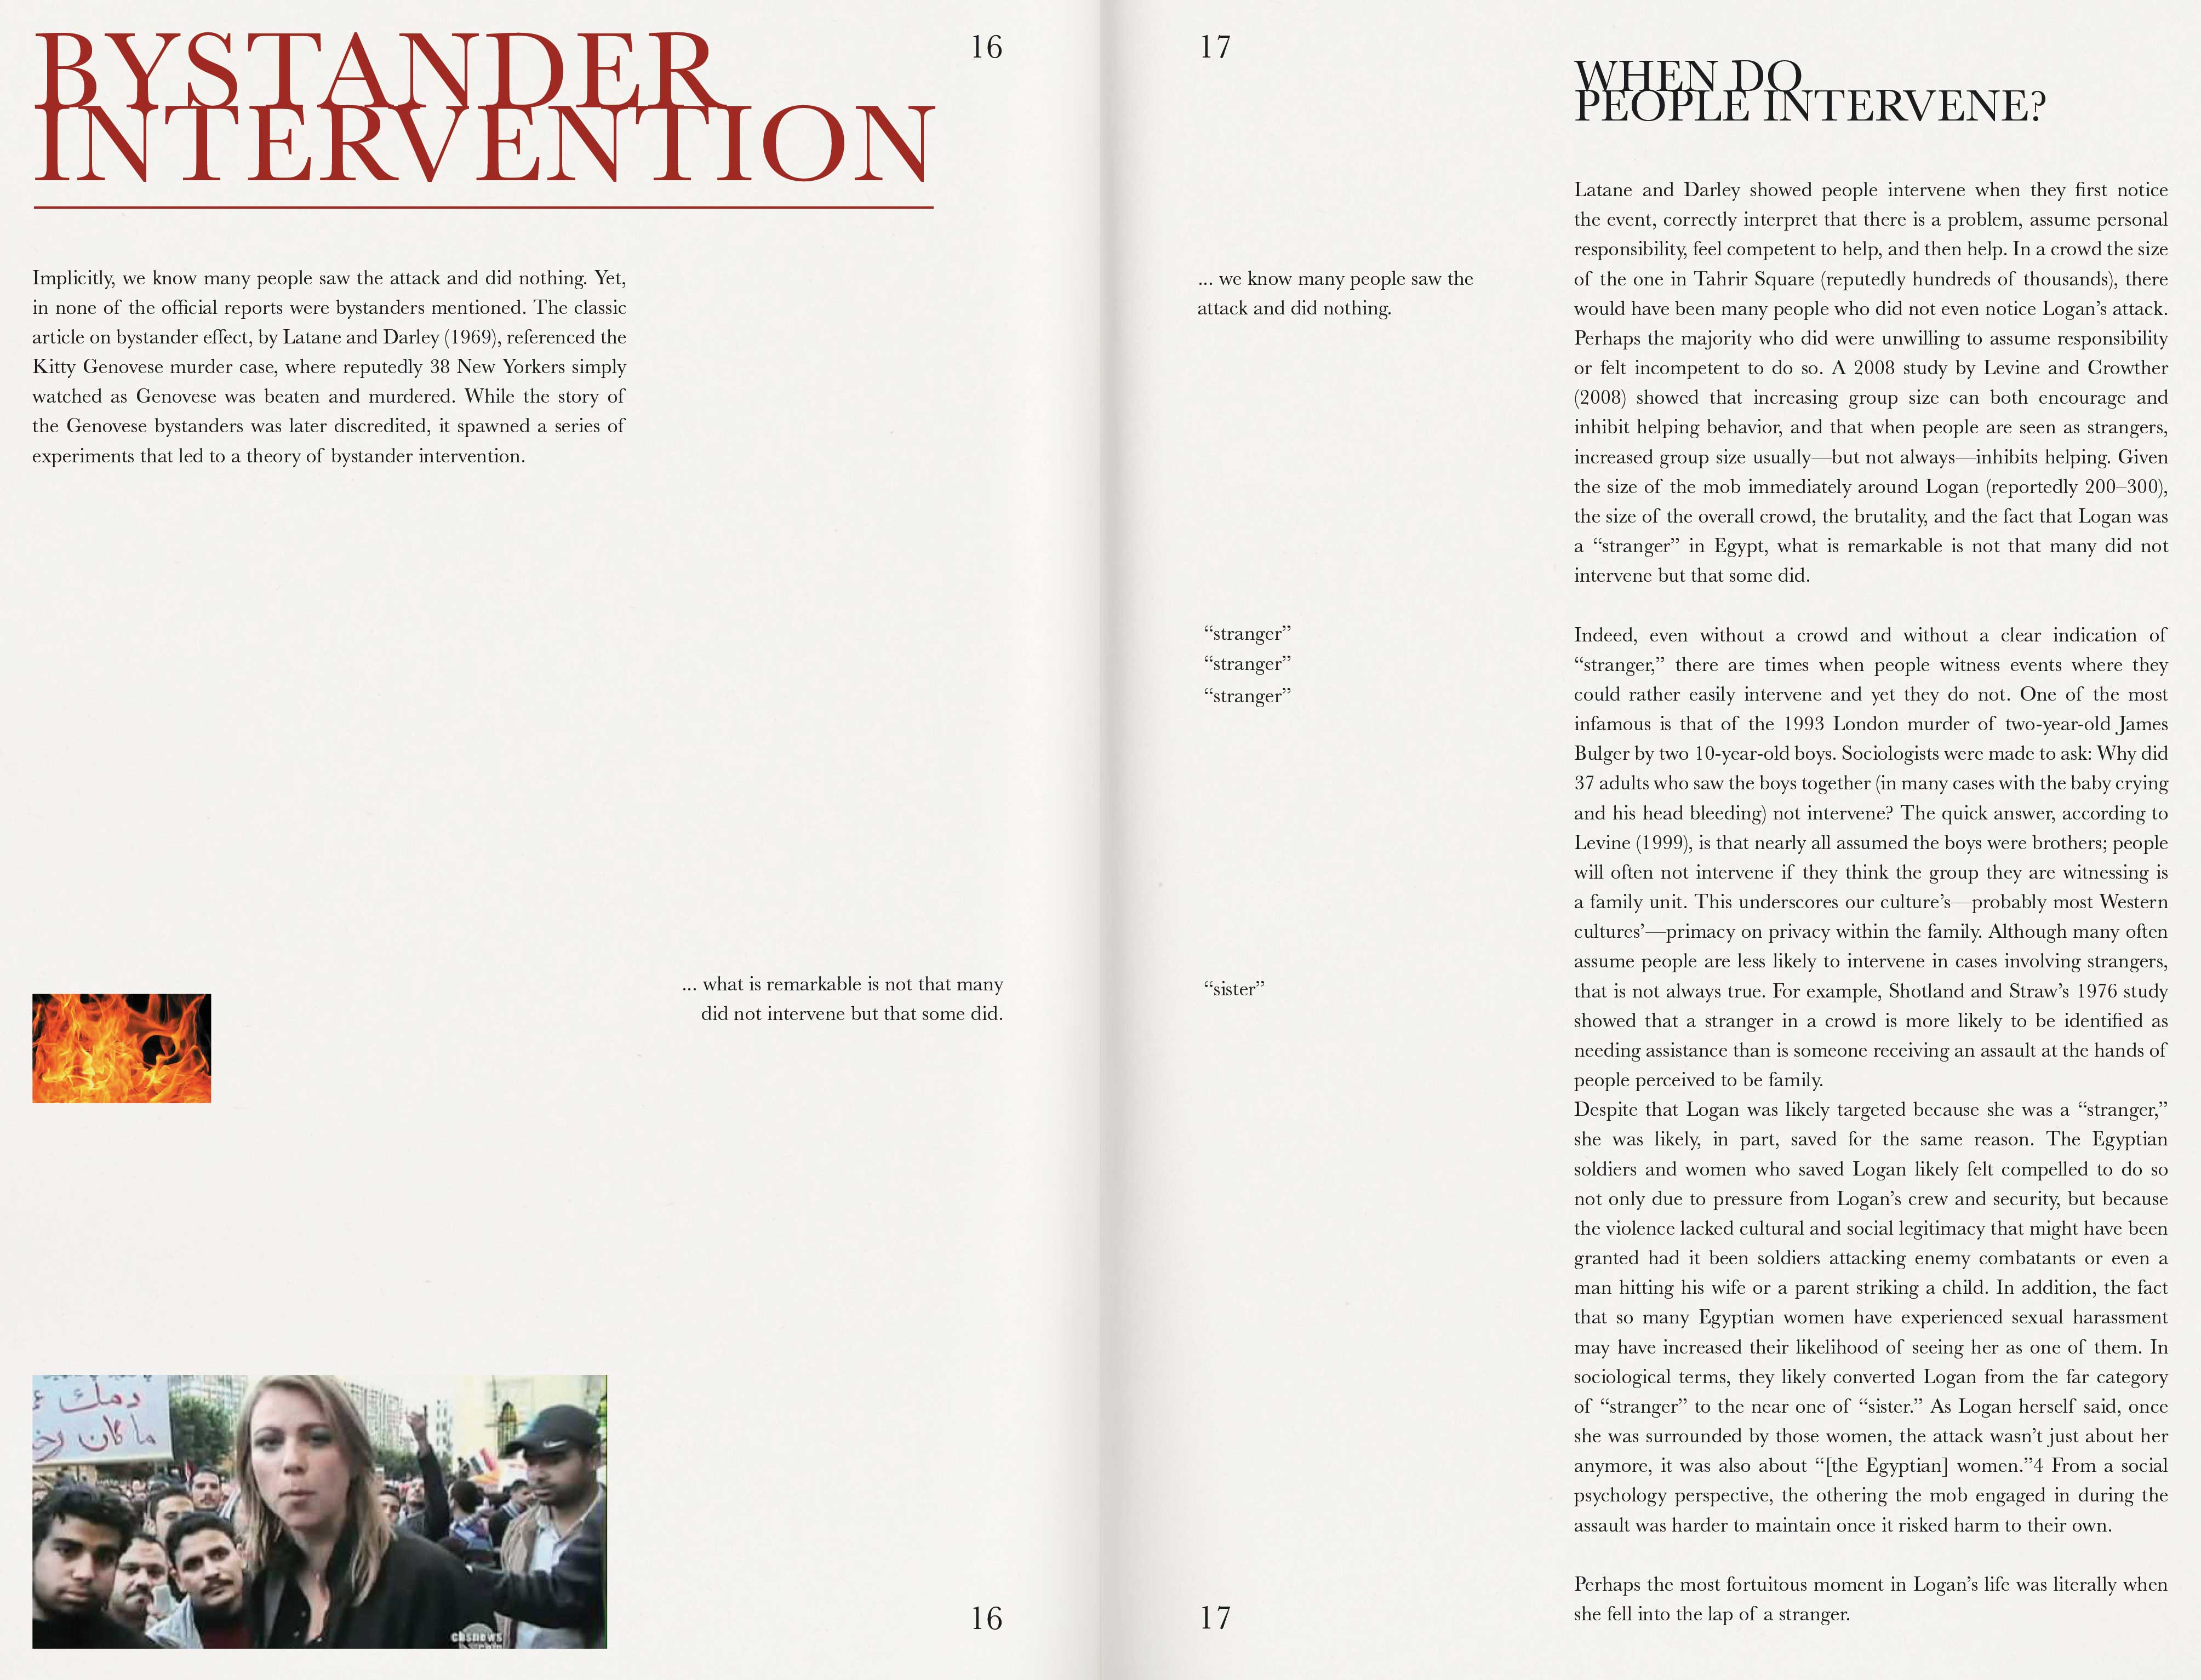 BYSTANDER
INTERVENTION
16
Implicitly, we know many people saw the attack and did nothing. Yet,
in none of the official reports were bystanders mentioned. The classic
article on bystander effect, by Latane and Darley (1969), referenced the
Kitty Genovese murder case, where reputedly 38 New Yorkers simply
watched as Genovese was beaten and murdered. While the story of
the Genovese bystanders was later discredited, it spawned a series of
experiments that led to a theory of bystander intervention.
... what is remarkable is not that many
did not intervene but that some did.
دمك
ما كان
cbsnews
16
17
... we know many people saw the
attack and did nothing.
“stranger”
“stranger”
“stranger”
“sister”
17
WHEN DO
PEOPLE INTERVENE?
Latane and Darley showed people intervene when they first notice
the event, correctly interpret that there is a problem, assume personal
responsibility, feel competent to help, and then help. In a crowd the size
of the one in Tahrir Square (reputedly hundreds of thousands), there
would have been many people who did not even notice Logan’s attack.
Perhaps the majority who did were unwilling to assume responsibility
or felt incompetent to do so. A 2008 study by Levine and Crowther
(2008) showed that increasing group size can both encourage and
inhibit helping behavior, and that when people are seen as strangers,
increased group size usually—but not always—inhibits helping. Given
the size of the mob immediately around Logan (reportedly 200–300),
the size of the overall crowd, the brutality, and the fact that Logan was
a “stranger” in Egypt, what is remarkable is not that many did not
intervene but that some did.
Indeed, even without a crowd and without a clear indication of
“stranger,” there are times when people witness events where they
could rather easily intervene and yet they do not. One of the most
infamous is that of the 1993 London murder of two-year-old James
Bulger by two 10-year-old boys. Sociologists were made to ask: Why did
37 adults who saw the boys together (in many cases with the baby crying
and his head bleeding) not intervene? The quick answer, according to
Levine (1999), is that nearly all assumed the boys were brothers; people
will often not intervene if they think the group they are witnessing is
a family unit. This underscores our culture’s—probably most Western
cultures’—primacy on privacy within the family. Although many often
assume people are less likely to intervene in cases involving strangers,
that is not always true. For example, Shotland and Straw’s 1976 study
showed that a stranger in a crowd is more likely to be identified as
needing assistance than is someone receiving an assault at the hands of
people perceived to be family.
Despite that Logan was likely targeted because she was a “stranger,”
she was likely, in part, saved for the same reason. The Egyptian
soldiers and women who saved Logan likely felt compelled to do so
not only due to pressure from Logan’s crew and security, but because
the violence lacked cultural and social legitimacy that might have been
granted had it been soldiers attacking enemy combatants or even a
man hitting his wife or a parent striking a child. In addition, the fact
that so many Egyptian women have experienced sexual harassment
may have increased their likelihood of seeing her as one of them. In
sociological terms, they likely converted Logan from the far category
of “stranger” to the near one of “sister.” As Logan herself said, once
she was surrounded by those women, the attack wasn’t just about her
anymore, it was also about “[the Egyptian] women.”4 From a social
psychology perspective, the othering the mob engaged in during the
assault was harder to maintain once it risked harm to their own.
Perhaps the most fortuitous moment in Logan’s life was literally when
she fell into the lap of a stranger.